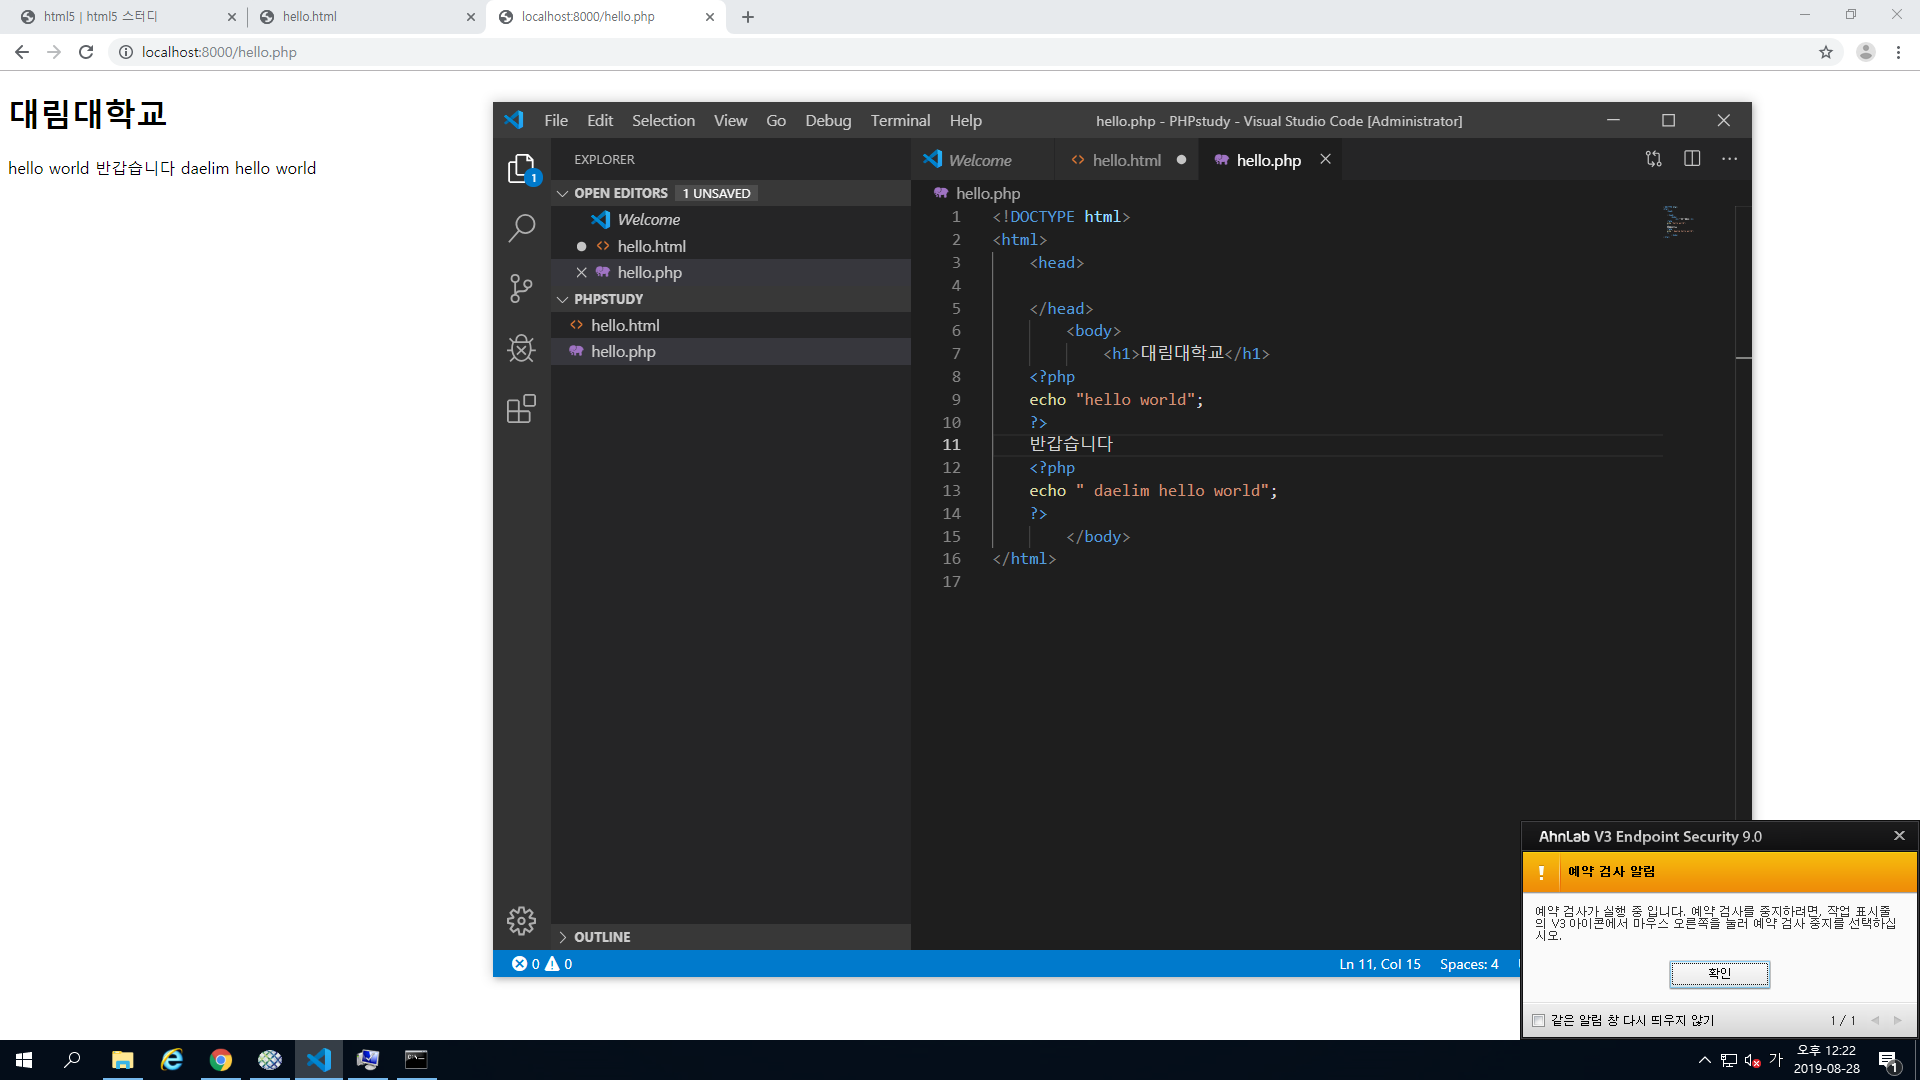 html5 | html5 스터디
hello.html
localhost:8000/hello.php
localhost:8000/hello.php
대림대학교
hello world 반갑습니다 daelim hello world
File Edit Selection View Go Debug Terminal Help
hello.php - PHPstudy - Visual Studio Code [Administrator]
EXPLORER
1
OPEN EDITORS 1 UNSAVED
Welcome
hello.html
hello.php
PHPSTUDY
hello.html
hello.php
OUTLINE
Welcome
hello.html
hello.php
hello.php
1 <!DOCTYPE html>
2 <html>
3 <head>
4
5 </head>
6 <body>
7 <h1>대림대학교</h1>
8 <?php
9 echo "hello world";
10 ?>
11 반갑습니다
12 <?php
13 echo " daelim hello world";
14 ?>
15 </body>
16 </html>
17
0 0
Ln 11, Col 15 Spaces: 4
AhnLab V3 Endpoint Security 9.0
! 예약 검사 알림
예약 검사가 실행 중 입니다. 예약 검사를 중지하려면, 작업 표시줄
의 V3 아이콘에서 마우스 오른쪽을 눌러 예약 검사 중지를 선택하십
시오.
확인
같은 알림 창 다시 띄우지 않기
1 / 1
가
오후 12:22
2019-08-28
1